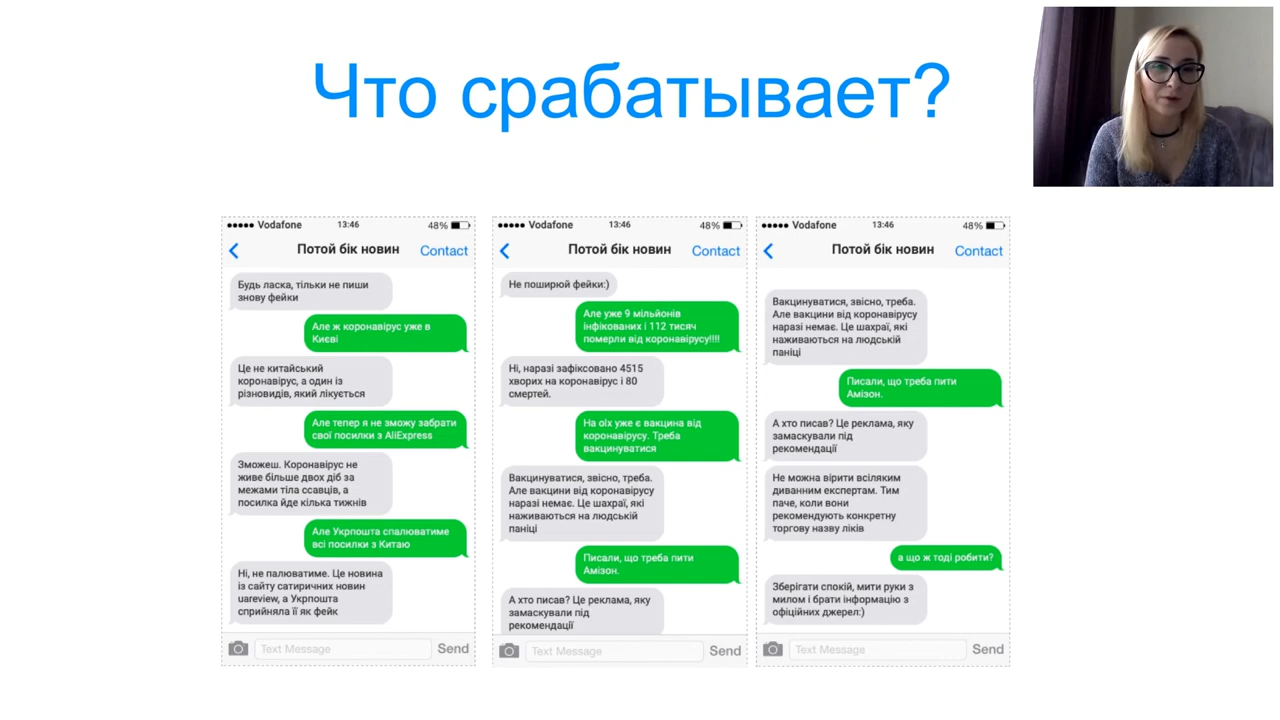 Что срабатывает?
Vodafone 13:46 48%
Потой бік новин Contact
Будь ласка, тільки не пиши
знову фейки
Але ж коронавірус уже в
Києві
Це не китайський
коронавірус, а один із
різновидів, який лікується
Але тепер я не зможу забрати
свої посилки з AliExpress
Зможеш. Коронавірус не
живе більше двох діб за
межами тіла ссавців, а
посилка йде кілька тижнів
Але Укрпошта спалюватиме
всі посилки з Китаю
Ні, не палюватиме. Це новина
із сайту сатиричних новин
uareview, а Укрпошта
сприйняла її як фейк
Text Message Send
Vodafone 13:46 48%
Потой бік новин Contact
Не поширюй фейки:)
Але уже 9 мільйонів
інфікованих і 112 тисяч
померли від коронавірусу!!!!
Ні, наразі зафіксовано 4515
хворих на коронавірус і 80
смертей.
На olx уже є вакцина від
коронавірусу. Треба
вакцинуватися
Вакцинуватися, звісно, треба.
Але вакцини від коронавірусу
наразі немає. Це шахраї, які
наживаються на людській
паніці
Писали, що треба пити
Амізон.
А хто писав? Це реклама, яку
замаскували під
рекомендації
Text Message Send
Vodafone 13:46 48%
Потой бік новин Contact
Вакцинуватися, звісно, треба.
Але вакцини від коронавірусу
наразі немає. Це шахраї, які
наживаються на людській
паніці
Писали, що треба пити
Амізон.
А хто писав? Це реклама, яку
замаскували під
рекомендації
Не можна вірити всіляким
диванним експертам. Тим
паче, коли вони
рекомендують конкретну
торгову назву ліків
а що ж тоді робити?
Зберігати спокій, мити руки з
милом і брати інформацію з
офіційних джерел:)
Text Message Send